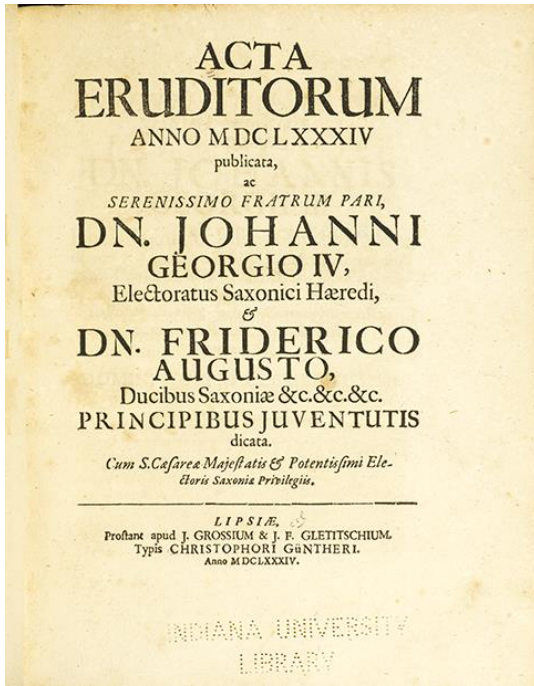 ACTA
ERUDITORUM
ANNO MDCLXXXIV
publicata,
ac
SERENISSIMO FRATRUM PARI,
DN. JOHANNI
GEORGIO IV,
Electoratus Saxonici Hæredi,
&
DN. FRIDERICO
AUGUSTO,
Ducibus Saxoniæ &c.&c.&c.
PRINCIPIBUS JUVENTUTIS
dicata.
Cum S.Cæsareæ Majestatis & Potentissimi Ele-
ctoris Saxoniæ Privilegiis.
LIPSIÆ,
Prostant apud J. GROSSIUM & J. F. GLETITSCHIUM.
Typis CHRISTOPHORI GüNTHERI.
Anno MDCLXXXIV.
INDIANA UNIVERSITY
LIBRARY